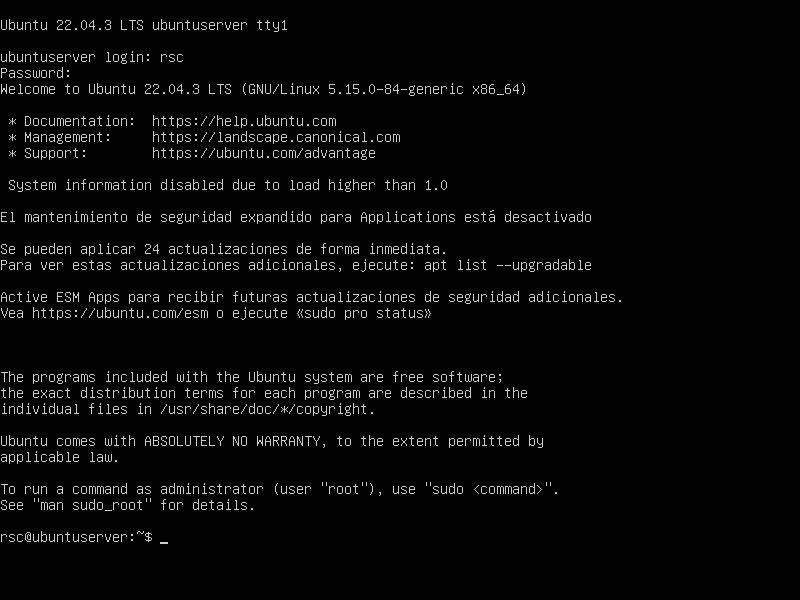 Ubuntu 22.04.3 LTS ubuntuserver tty1
ubuntuserver login: rsc
Password:
Welcome to Ubuntu 22.04.3 LTS (GNU/Linux 5.15.0-84-generic x86_64)
* Documentation:  https://help.ubuntu.com
* Management:     https://landscape.canonical.com
* Support:        https://ubuntu.com/advantage
System information disabled due to load higher than 1.0
El mantenimiento de seguridad expandido para Applications está desactivado
Se pueden aplicar 24 actualizaciones de forma inmediata.
Para ver estas actualizaciones adicionales, ejecute: apt list --upgradable
Active ESM Apps para recibir futuras actualizaciones de seguridad adicionales.
Vea https://ubuntu.com/esm o ejecute «sudo pro status»
The programs included with the Ubuntu system are free software;
the exact distribution terms for each program are described in the
individual files in /usr/share/doc/*/copyright.
Ubuntu comes with ABSOLUTELY NO WARRANTY, to the extent permitted by
applicable law.
To run a command as administrator (user "root"), use "sudo <command>".
See "man sudo_root" for details.
rsc@ubuntuserver:~$ _